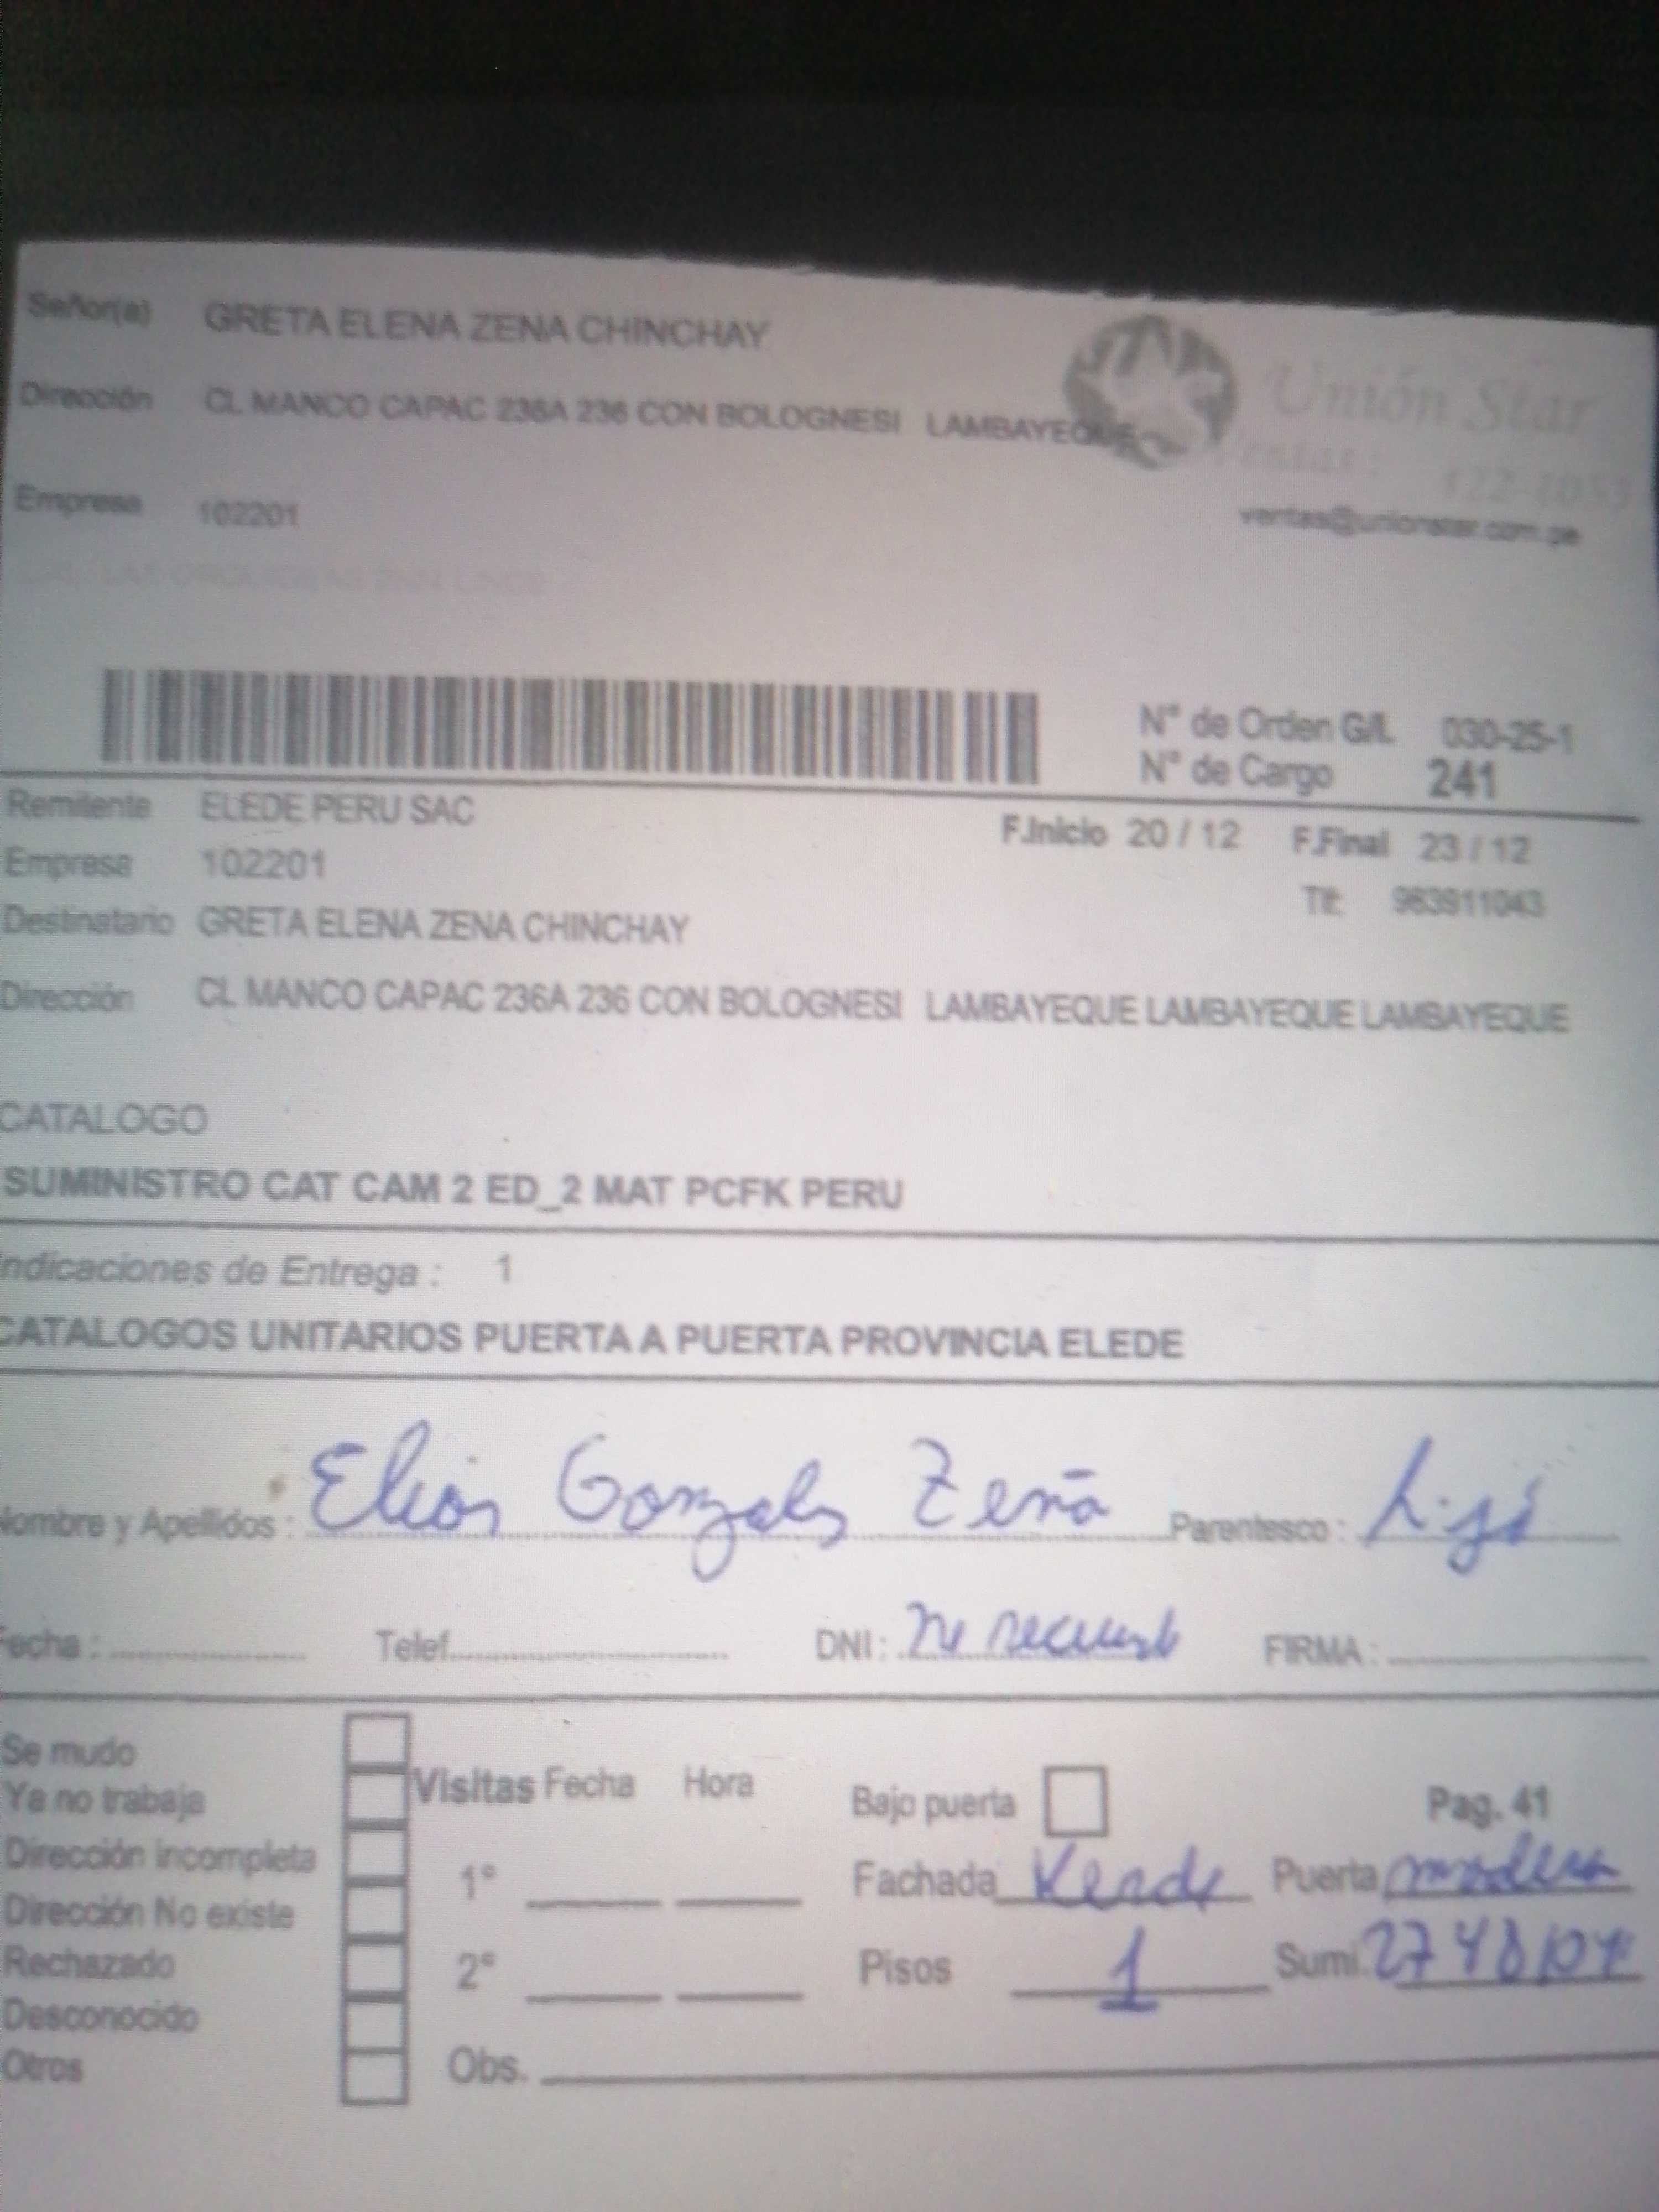 Señor(a) GRETA ELENA ZENA CHINCHAY
Dirección CL MANCO CAPAC 236A 236 CON BOLOGNESI LAMBAYEQUE
Unión Star
Ventas:
Empresa 102201
ventas@unionstar.com.pe
N° de Orden G/L 030-25-1
N° de Cargo 241
Remitente ELEDE PERU SAC
F.Inicio 20 / 12 F.Final 23 / 12
Empresa 102201
Tlf: 963911043
Destinatario GRETA ELENA ZENA CHINCHAY
Dirección CL MANCO CAPAC 236A 236 CON BOLOGNESI LAMBAYEQUE LAMBAYEQUE LAMBAYEQUE
CATALOGO
SUMINISTRO CAT CAM 2 ED_2 MAT PCFK PERU
Indicaciones de Entrega : 1
CATALOGOS UNITARIOS PUERTA A PUERTA PROVINCIA ELEDE
Nombre y Apellidos : Gonzales Zeña Parentesco :
Fecha : Telef. DNI : FIRMA :
Se mudo
Ya no trabaja
Dirección incompleta
Dirección No existe
Rechazado
Desconocido
Otros
Visitas Fecha Hora
1°
2°
Obs.
Bajo puerta Pag. 41
Fachada Verde Puerta madera
Pisos 1 Sumi.